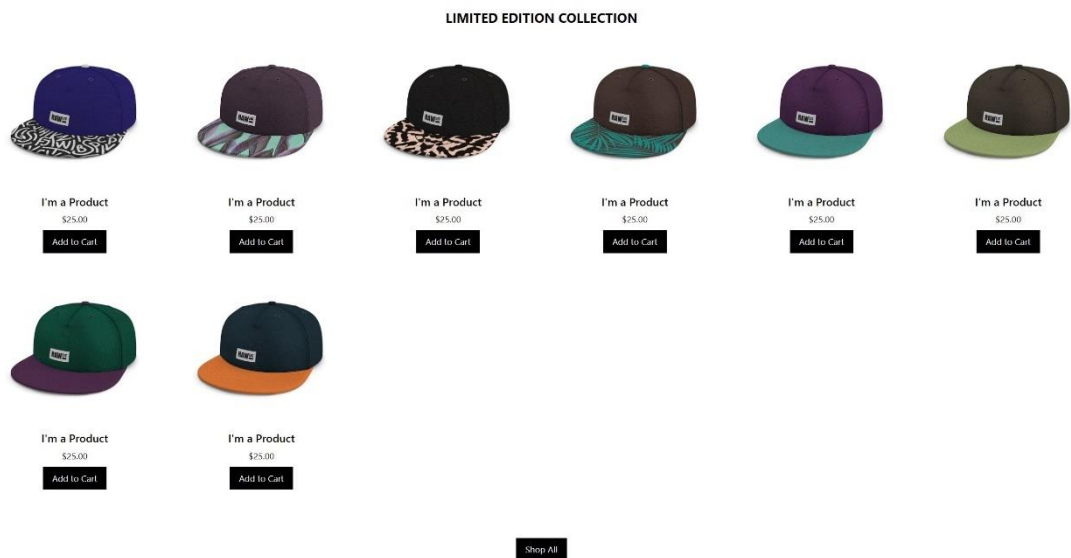 LIMITED EDITION COLLECTION
I'm a Product
$25.00
Add to Cart
I'm a Product
$25.00
Add to Cart
I'm a Product
$25.00
Add to Cart
I'm a Product
$25.00
Add to Cart
I'm a Product
$25.00
Add to Cart
I'm a Product
$25.00
Add to Cart
I'm a Product
$25.00
Add to Cart
I'm a Product
$25.00
Add to Cart
Shop All